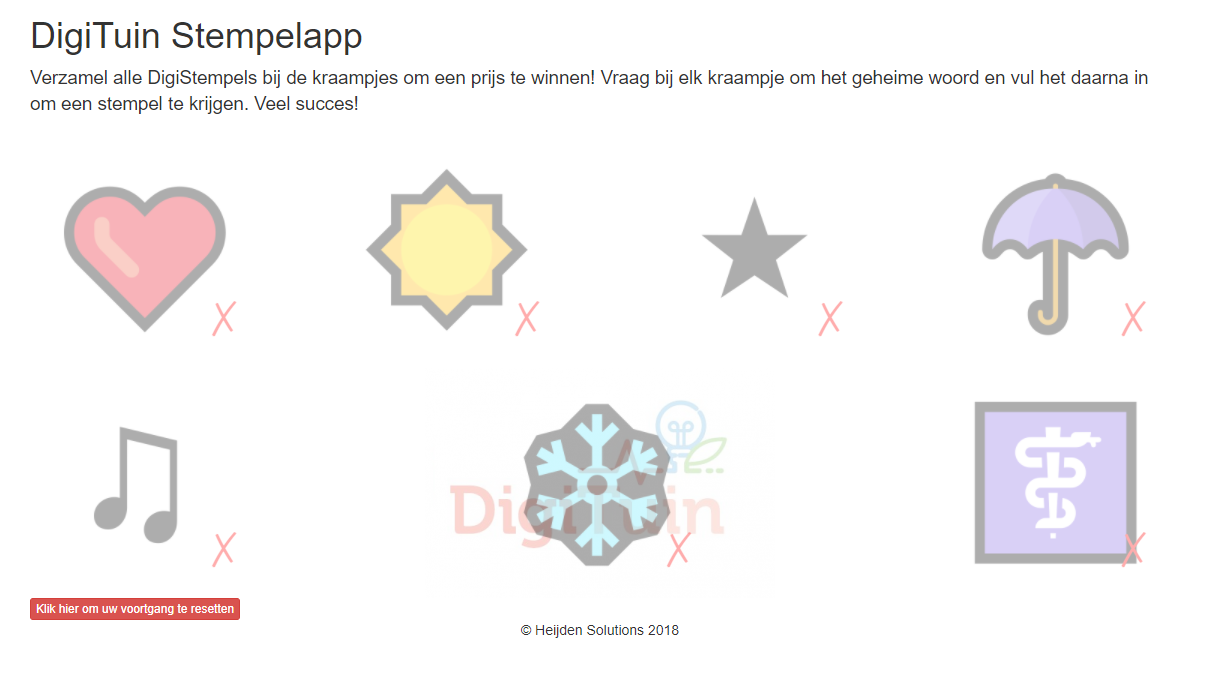 DigiTuin Stempelapp
Verzamel alle DigiStempels bij de kraampjes om een prijs te winnen! Vraag bij elk kraampje om het geheime woord en vul het daarna in
om een stempel te krijgen. Veel succes!
DigiTuin
Klik hier om uw voortgang te resetten
© Heijden Solutions 2018